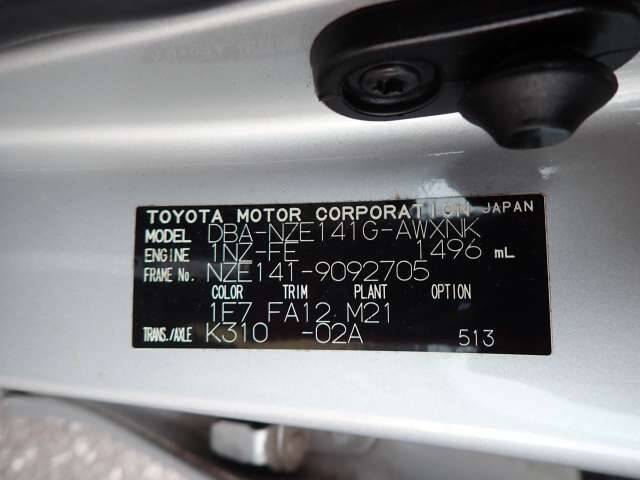 TOYOTA MOTOR CORPORATION JAPAN
MODEL DBA-NZE141G-AWXNK
ENGINE 1NZ-FE 1496 mL
FRAME No. NZE141-9092705
COLOR TRIM PLANT OPTION
1F7 FA12 M21
TRANS./AXLE K310 -02A 513